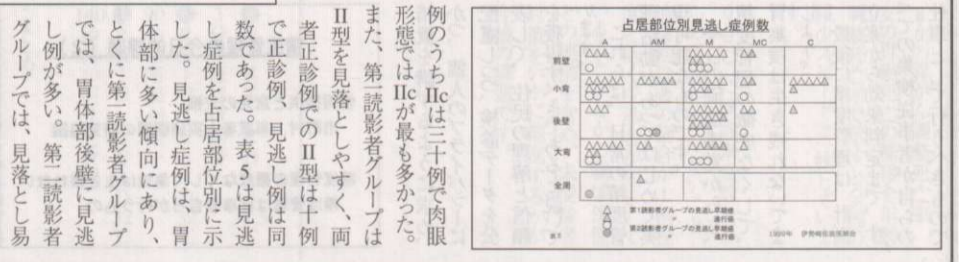 占居部位別見逃し症例数
A AM M MC C
前壁
小弯
後壁
大弯
全周
第1読影者グループの見逃し早期癌
〃 進行癌
第2読影者グループの見逃し早期癌
〃 進行癌
表5
1999年 伊勢崎佐波医師会
例のうちⅡcは三十例で肉眼
形態ではⅡcが最も多かった。
また、第一読影者グループは
Ⅱ型を見落としやすく、両
者正診例でのⅡ型は十例
で正診例、見逃し例は同
数であった。表5は見逃
し症例を占居部位別に示
した。見逃し症例は、胃
体部に多い傾向にあり、
とくに第一読影者グループ
では、胃体部後壁に見逃
し例が多い。第二読影者
グループでは、見落とし易